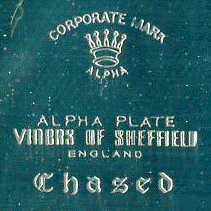 CORPORATE MARK
ALPHA
ALPHA PLATE
VINERS OF SHEFFIELD
ENGLAND
Chased